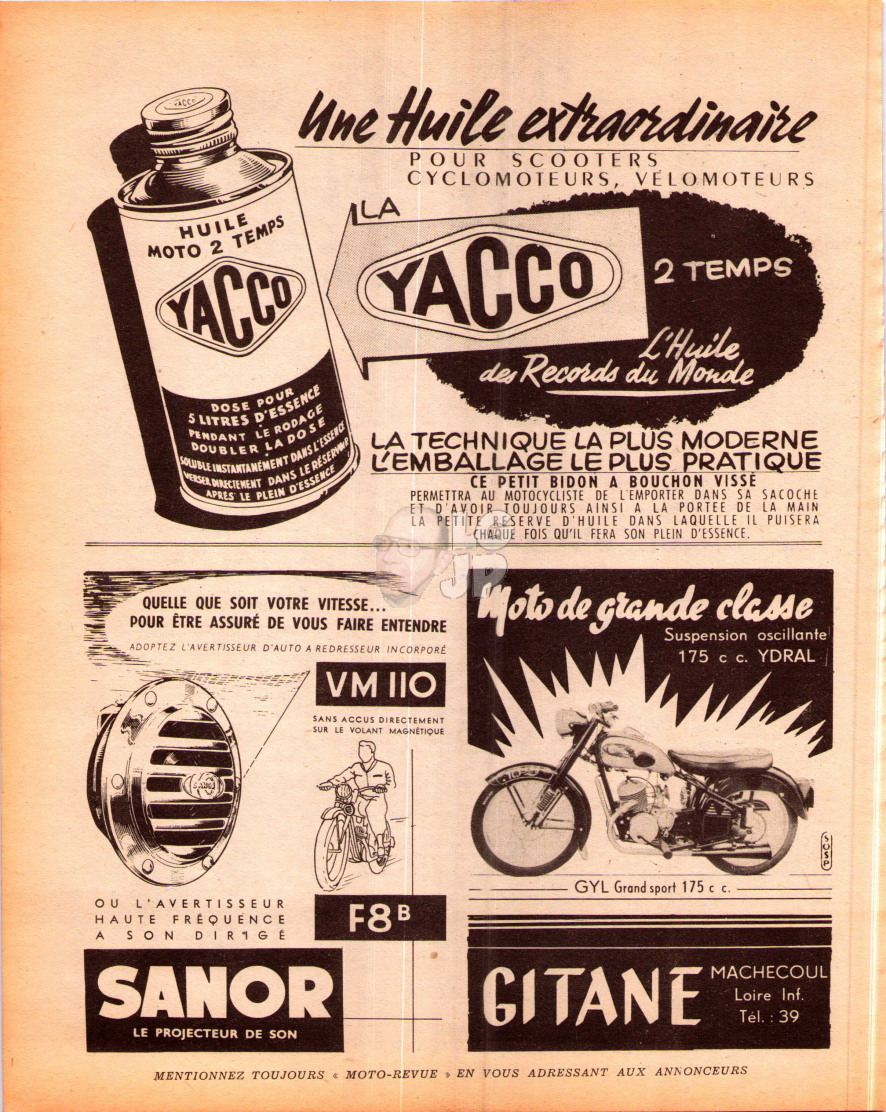 Une Huile extraordinaire
POUR SCOOTERS
CYCLOMOTEURS, VÉLOMOTEURS
YACCO
HUILE
MOTO 2 TEMPS
YACCO
DOSE POUR
5 LITRES D'ESSENCE
PENDANT LE RODAGE
DOUBLER LA DOSE
SOLUBLE INSTANTANÉMENT DANS L'ESSENCE
VERSER DIRECTEMENT DANS LE RÉSERVOIR
APRÈS LE PLEIN D'ESSENCE
LA
YACCO
2 TEMPS
L'Huile
des Records du Monde
LA TECHNIQUE LA PLUS MODERNE
L'EMBALLAGE LE PLUS PRATIQUE
CE PETIT BIDON A BOUCHON VISSÉ
PERMETTRA AU MOTOCYCLISTE DE L'EMPORTER DANS SA SACOCHE
ET D'AVOIR TOUJOURS AINSI A LA PORTÉE DE LA MAIN
LA PETITE RÉSERVE D'HUILE DANS LAQUELLE IL PUISERA
CHAQUE FOIS QU'IL FERA SON PLEIN D'ESSENCE.
QUELLE QUE SOIT VOTRE VITESSE...
POUR ÊTRE ASSURÉ DE VOUS FAIRE ENTENDRE
ADOPTEZ L'AVERTISSEUR D'AUTO A REDRESSEUR INCORPORÉ
VM 110
SANS ACCUS DIRECTEMENT
SUR LE VOLANT MAGNÉTIQUE
SANOR
OU L'AVERTISSEUR
HAUTE FRÉQUENCE
A SON DIRIGÉ
F8 B
SANOR
LE PROJECTEUR DE SON
Moto de grande classe
Suspension oscillante
175 c c. YDRAL
SOSP
GYL Grand sport 175 c c.
GITANE
MACHECOUL
Loire Inf.
Tél. : 39
MENTIONNEZ TOUJOURS « MOTO-REVUE » EN VOUS ADRESSANT AUX ANNONCEURS